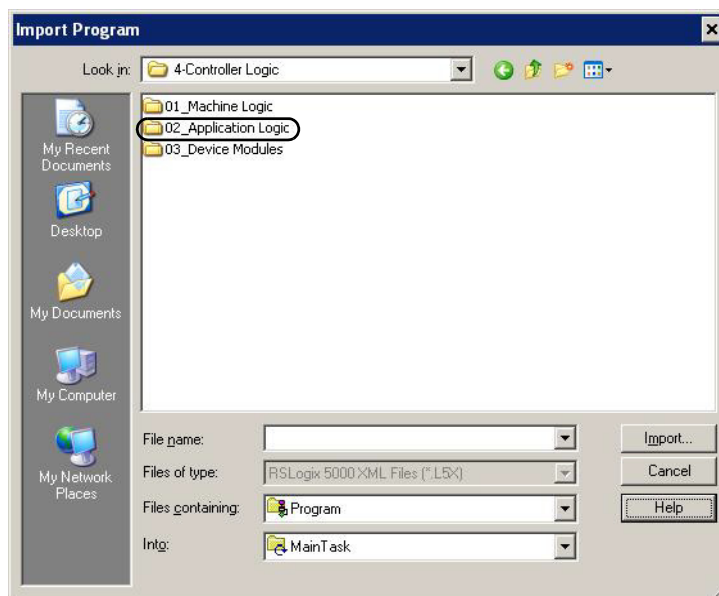 Import Program
Look in: 4-Controller Logic
01_Machine Logic
02_Application Logic
03_Device Modules
My Recent
Documents
Desktop
My Documents
My Computer
My Network
Places
File name:
Import...
Files of type: RSLogix 5000 XML Files (*.L5X)
Cancel
Files containing: Program
Help
Into: MainTask